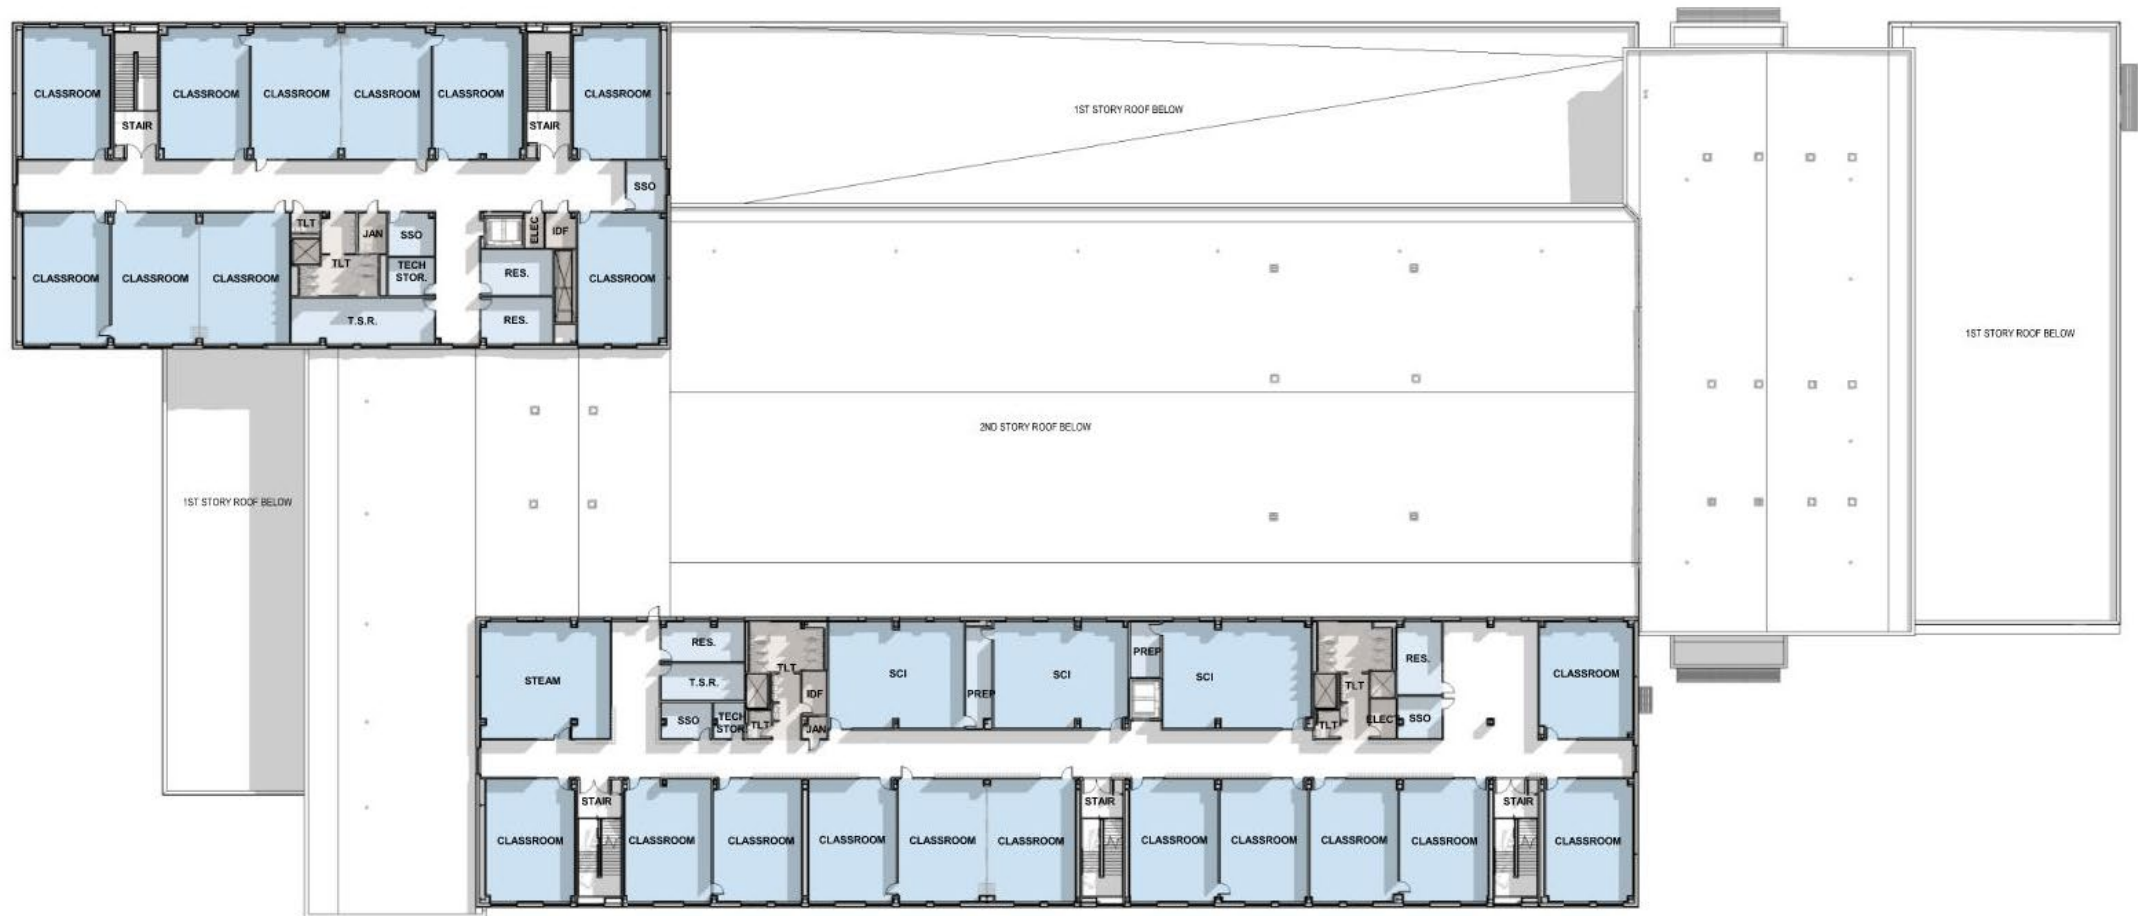 CLASSROOM
CLASSROOM
CLASSROOM
CLASSROOM
CLASSROOM
CLASSROOM
STAIR
STAIR
1ST STORY ROOF BELOW
SSO
TLT
JAN
SSO
ELEC
IDF
TLT
TECH
STOR.
RES.
CLASSROOM
CLASSROOM
CLASSROOM
CLASSROOM
T.S.R.
RES.
1ST STORY ROOF BELOW
2ND STORY ROOF BELOW
1ST STORY ROOF BELOW
STEAM
RES.
T.S.R.
TLT
SSO
TECH
STOR.
TLT
IDF
JAN
SCI
PREP
SCI
PREP
SCI
TLT
TLT
ELECT
RES.
SSO
CLASSROOM
STAIR
STAIR
STAIR
CLASSROOM
CLASSROOM
CLASSROOM
CLASSROOM
CLASSROOM
CLASSROOM
CLASSROOM
CLASSROOM
CLASSROOM
CLASSROOM
CLASSROOM